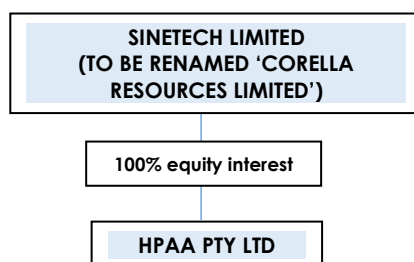 SINETECH LIMITED
(TO BE RENAMED ‘CORELLA
RESOURCES LIMITED’)
100% equity interest
HPAA PTY LTD